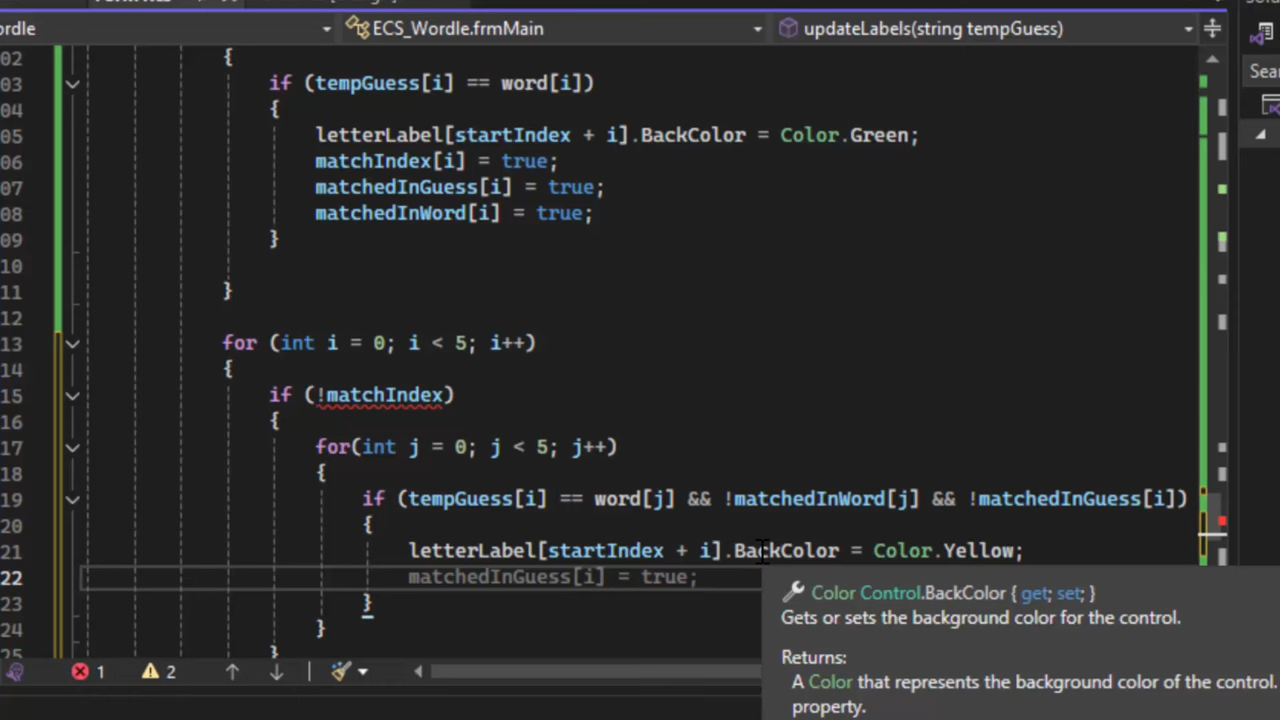 ordle ECS_Wordle.frmMain updateLabels(string tempGuess)
Sea
02 {
03 if (tempGuess[i] == word[i])
04 {
05 letterLabel[startIndex + i].BackColor = Color.Green;
06 matchIndex[i] = true;
07 matchedInGuess[i] = true;
08 matchedInWord[i] = true;
09 }
10
11 }
12
13 for (int i = 0; i < 5; i++)
14 {
15 if (!matchIndex)
16 {
17 for(int j = 0; j < 5; j++)
18 {
19 if (tempGuess[i] == word[j] && !matchedInWord[j] && !matchedInGuess[i])
20 {
21 letterLabel[startIndex + i].BackColor = Color.Yellow;
22 matchedInGuess[i] = true;
23 }
24 }
25 }
Color Control.BackColor { get; set; }
Gets or sets the background color for the control.
Returns:
A Color that represents the background color of the control.
property.
1 2